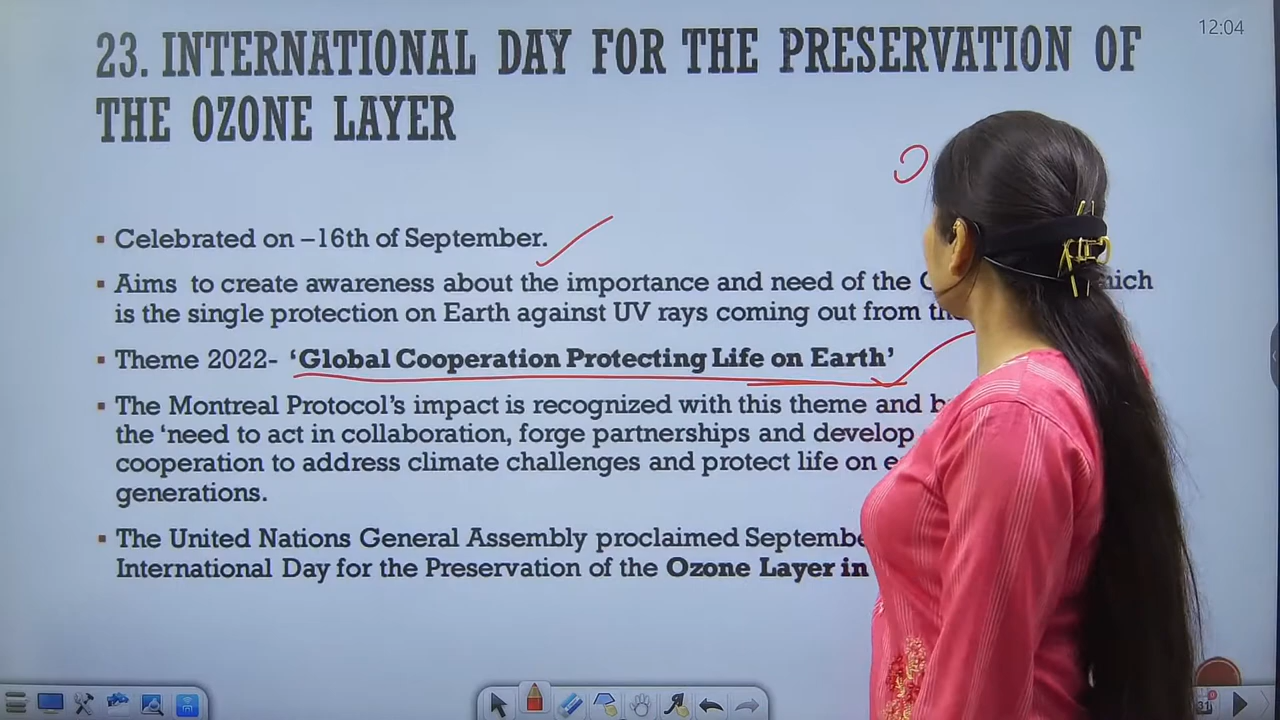 12:04
23. INTERNATIONAL DAY FOR THE PRESERVATION OF
THE OZONE LAYER
▪ Celebrated on –16th of September.
▪ Aims to create awareness about the importance and need of the
is the single protection on Earth against UV rays coming out from
▪ Theme 2022- ‘Global Cooperation Protecting Life on Earth’
▪ The Montreal Protocol’s impact is recognized with this theme and
the ‘need to act in collaboration, forge partnerships and develop
cooperation to address climate challenges and protect life on
generations.
▪ The United Nations General Assembly proclaimed
International Day for the Preservation of the Ozone Layer in